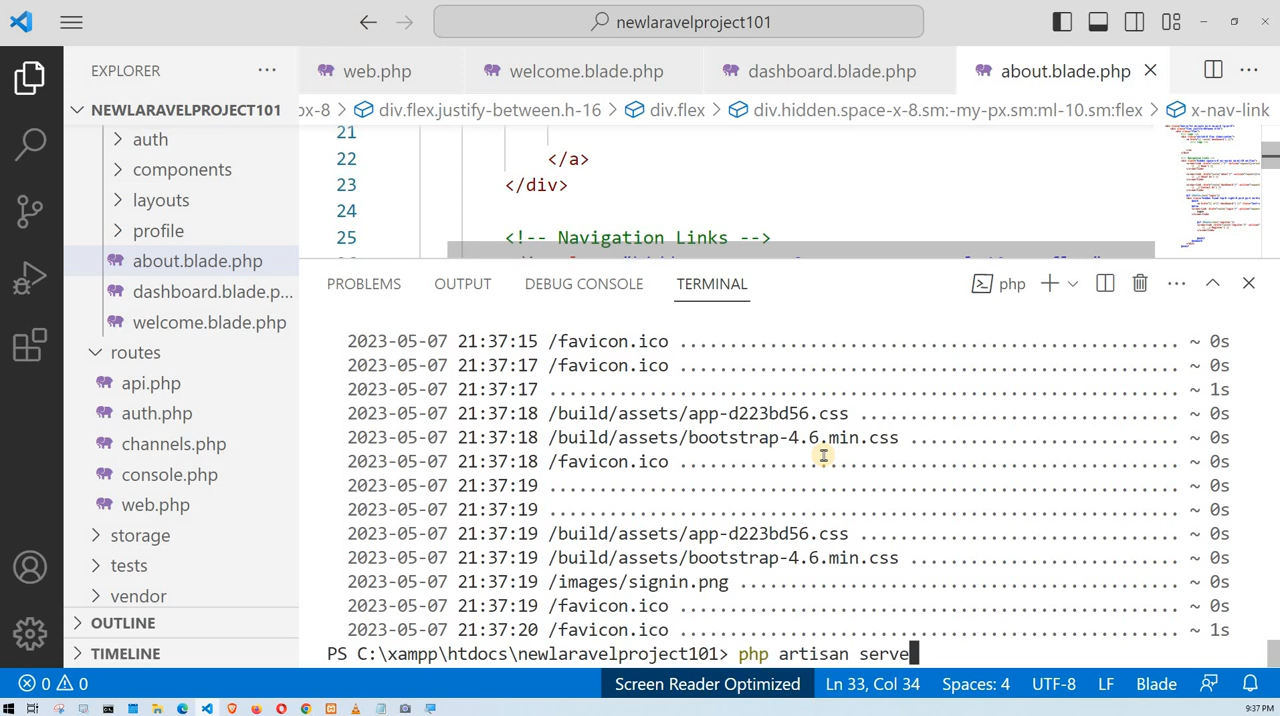 newlaravelproject101
EXPLORER
web.php
welcome.blade.php
dashboard.blade.php
about.blade.php
NEWLARAVELPROJECT101
px-8 > div.flex.justify-between.h-16 > div.flex > div.hidden.space-x-8.sm:-my-px.sm:ml-10.sm:flex > x-nav-link
auth
components
layouts
profile
about.blade.php
dashboard.blade.p...
welcome.blade.php
routes
api.php
auth.php
channels.php
console.php
web.php
storage
tests
vendor
OUTLINE
TIMELINE
21
22 </a>
23 </div>
24
25 <!-- Navigation Links -->
PROBLEMS OUTPUT DEBUG CONSOLE TERMINAL php
2023-05-07 21:37:15 /favicon.ico .................................................. ~ 0s
2023-05-07 21:37:17 /favicon.ico .................................................. ~ 0s
2023-05-07 21:37:17 ............................................................... ~ 1s
2023-05-07 21:37:18 /build/assets/app-d223bd56.css ................................ ~ 0s
2023-05-07 21:37:18 /build/assets/bootstrap-4.6.min.css ........................... ~ 0s
2023-05-07 21:37:18 /favicon.ico .................................................. ~ 0s
2023-05-07 21:37:19 ............................................................... ~ 0s
2023-05-07 21:37:19 ............................................................... ~ 0s
2023-05-07 21:37:19 /build/assets/app-d223bd56.css ................................ ~ 0s
2023-05-07 21:37:19 /build/assets/bootstrap-4.6.min.css ........................... ~ 0s
2023-05-07 21:37:19 /images/signin.png ............................................ ~ 0s
2023-05-07 21:37:19 /favicon.ico .................................................. ~ 0s
2023-05-07 21:37:20 /favicon.ico .................................................. ~ 1s
PS C:\xampp\htdocs\newlaravelproject101> php artisan serve
0 0 Screen Reader Optimized Ln 33, Col 34 Spaces: 4 UTF-8 LF Blade
9:37 PM